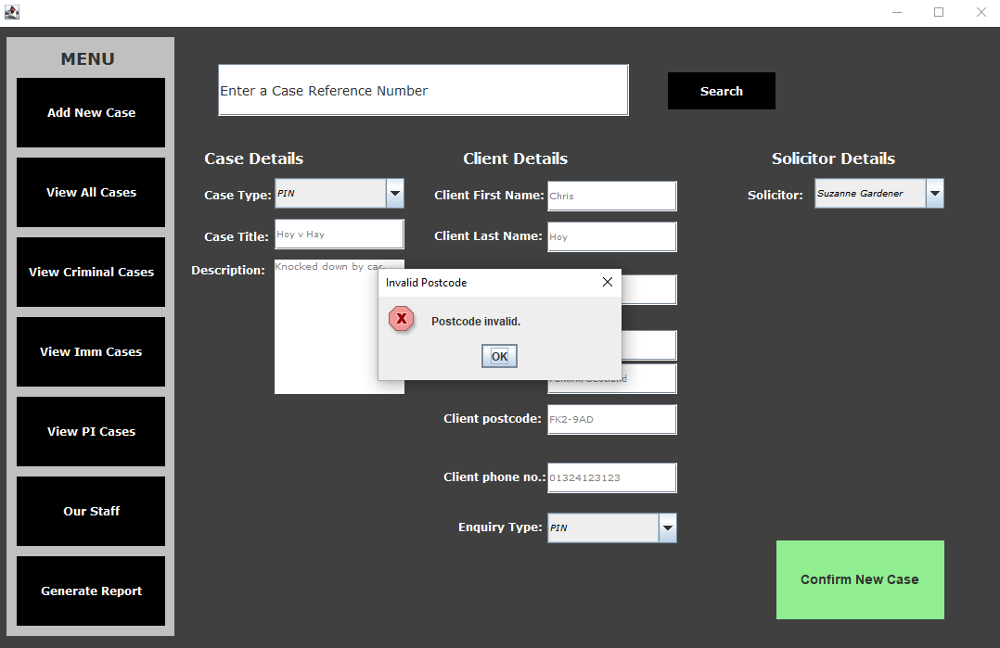 MENU
Add New Case
View All Cases
View Criminal Cases
View Imm Cases
View PI Cases
Our Staff
Generate Report
Enter a Case Reference Number
Search
Case Details
Case Type:
PIN
Case Title:
Hoy v Hay
Description:
Knocked down by car.
Client Details
Client First Name:
Chris
Client Last Name:
Hoy
Client postcode:
FK2-9AD
Client phone no.:
01324123123
Enquiry Type:
PIN
Solicitor Details
Solicitor:
Suzanne Gardener
Confirm New Case
Invalid Postcode
X
Postcode invalid.
OK